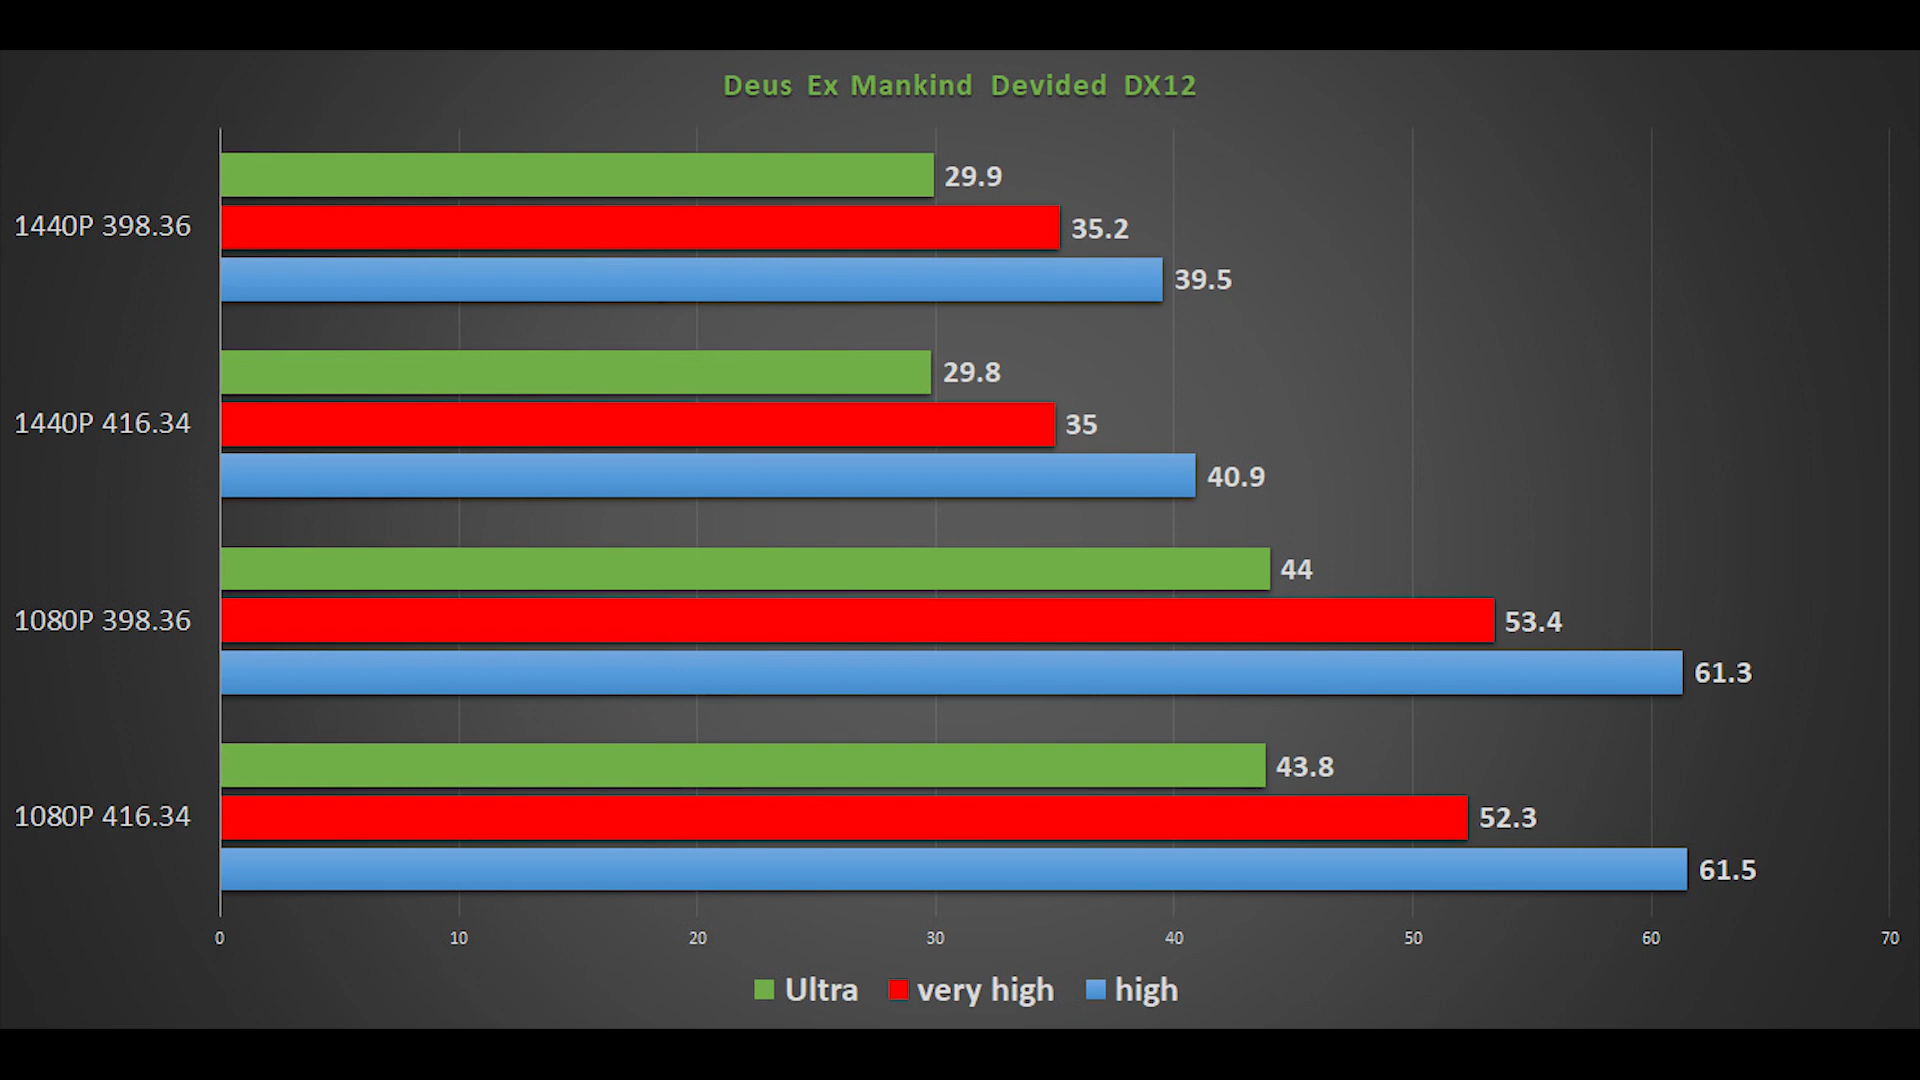 Deus Ex Mankind Devided DX12
1440P 398.36
29.9
35.2
39.5
1440P 416.34
29.8
35
40.9
1080P 398.36
44
53.4
61.3
1080P 416.34
43.8
52.3
61.5
0 10 20 30 40 50 60 70
Ultra very high high